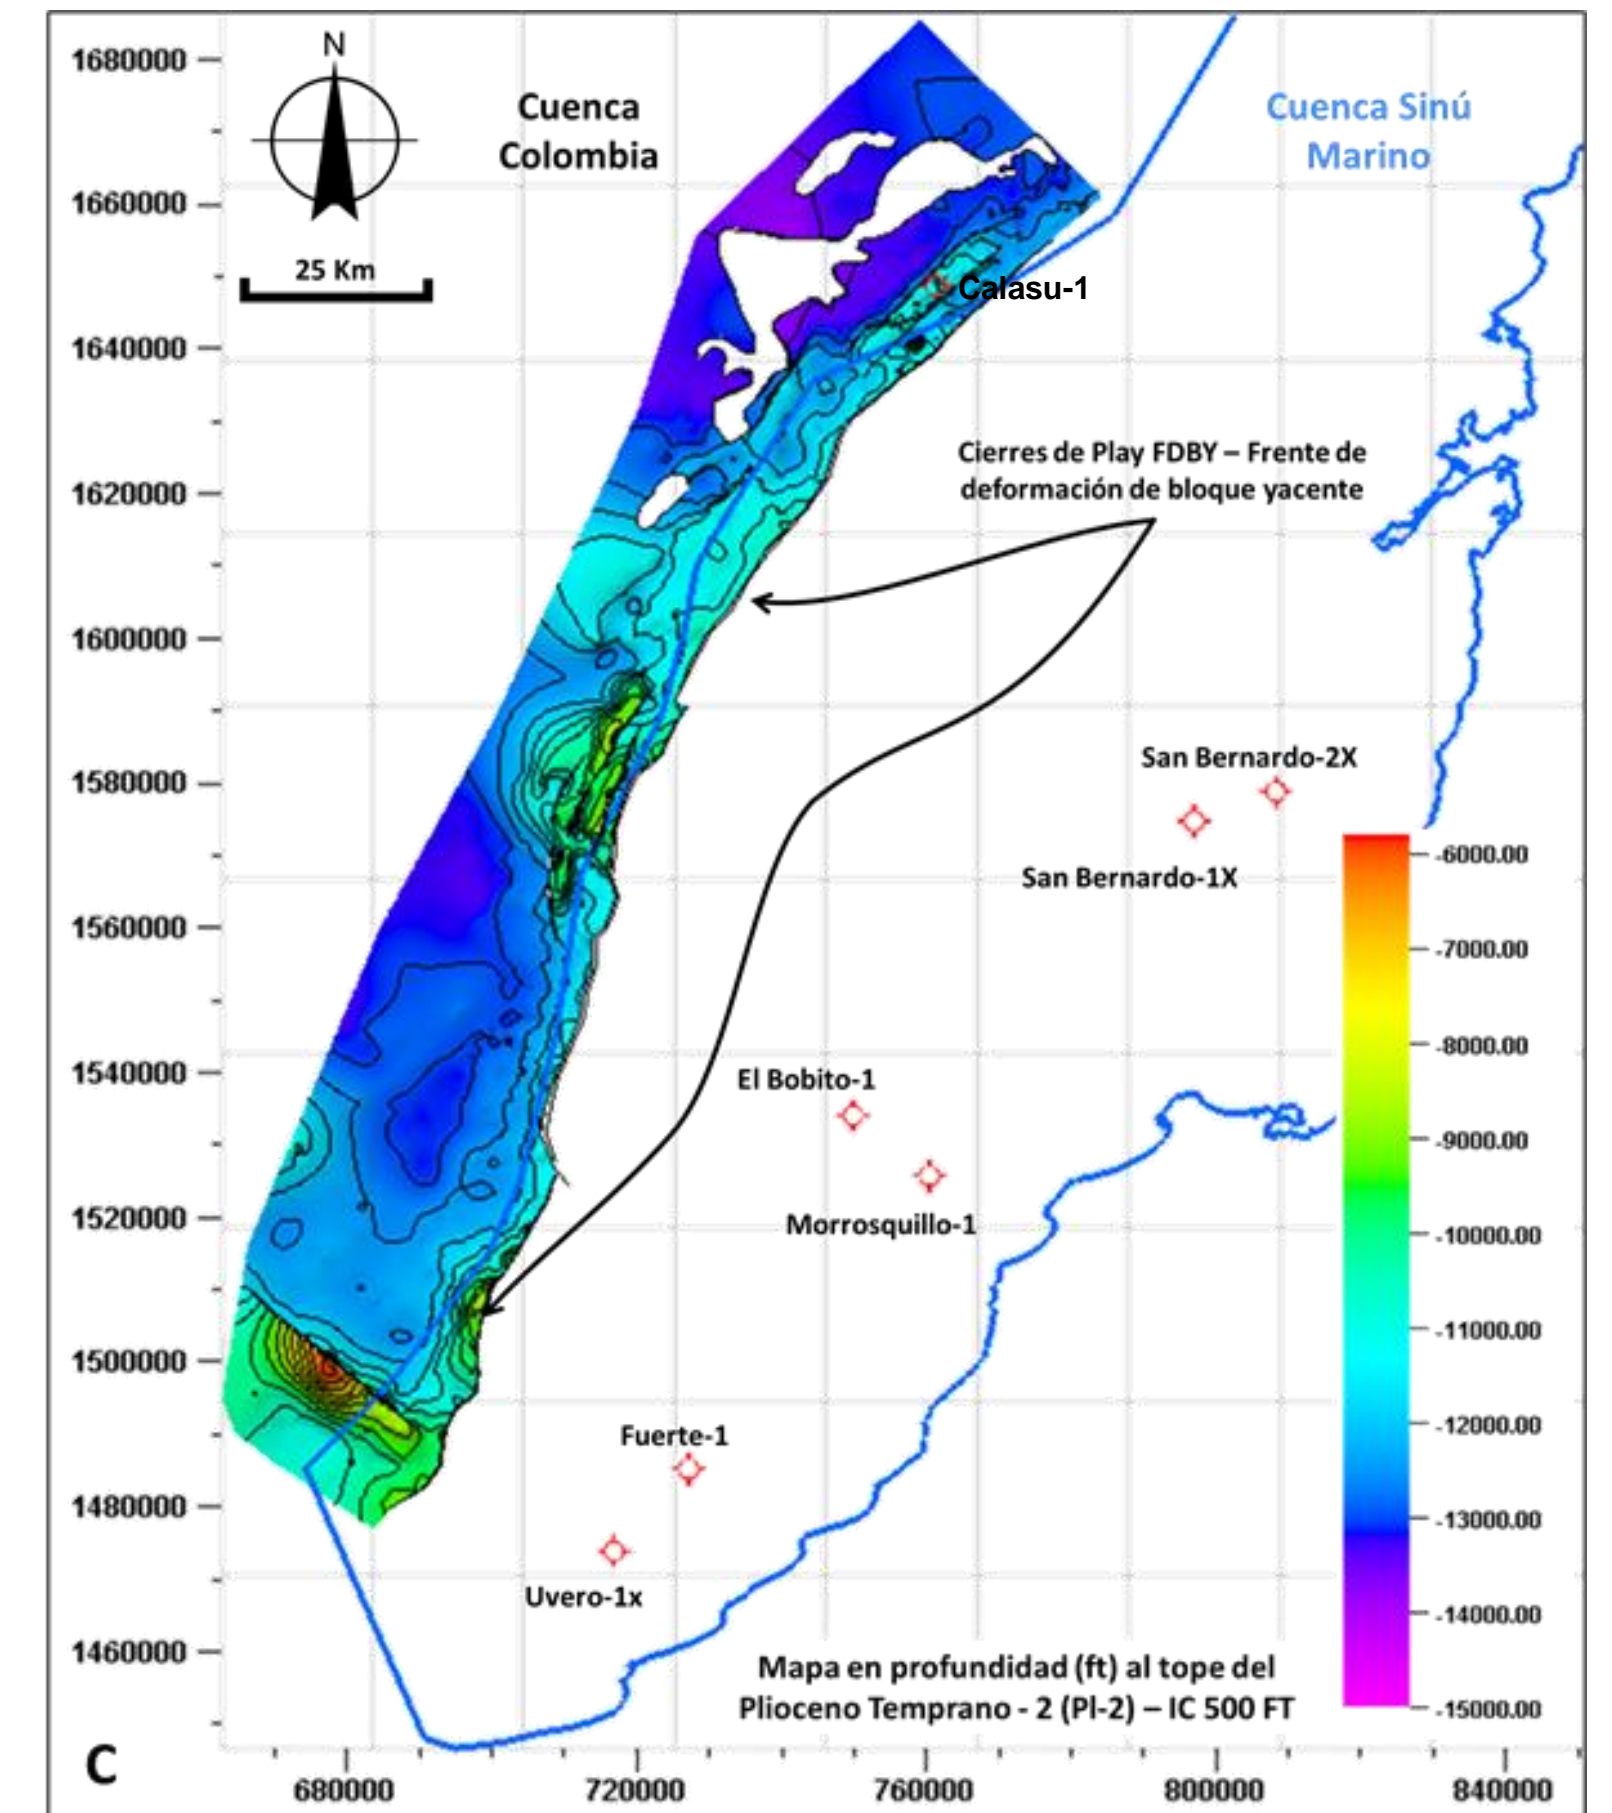 N
Cuenca
Colombia
Cuenca Sinú
Marino
25 Km
1680000
1660000
1640000
1620000
1600000
1580000
1560000
1540000
1520000
1500000
1480000
1460000
Calasu-1
Cierres de Play FDBY – Frente de
deformación de bloque yacente
San Bernardo-2X
San Bernardo-1X
El Bobito-1
Morrosquillo-1
Fuerte-1
Uvero-1x
-6000.00
-7000.00
-8000.00
-9000.00
-10000.00
-11000.00
-12000.00
-13000.00
-14000.00
-15000.00
Mapa en profundidad (ft) al tope del
Plioceno Temprano - 2 (Pl-2) – IC 500 FT
C
680000
720000
760000
800000
840000